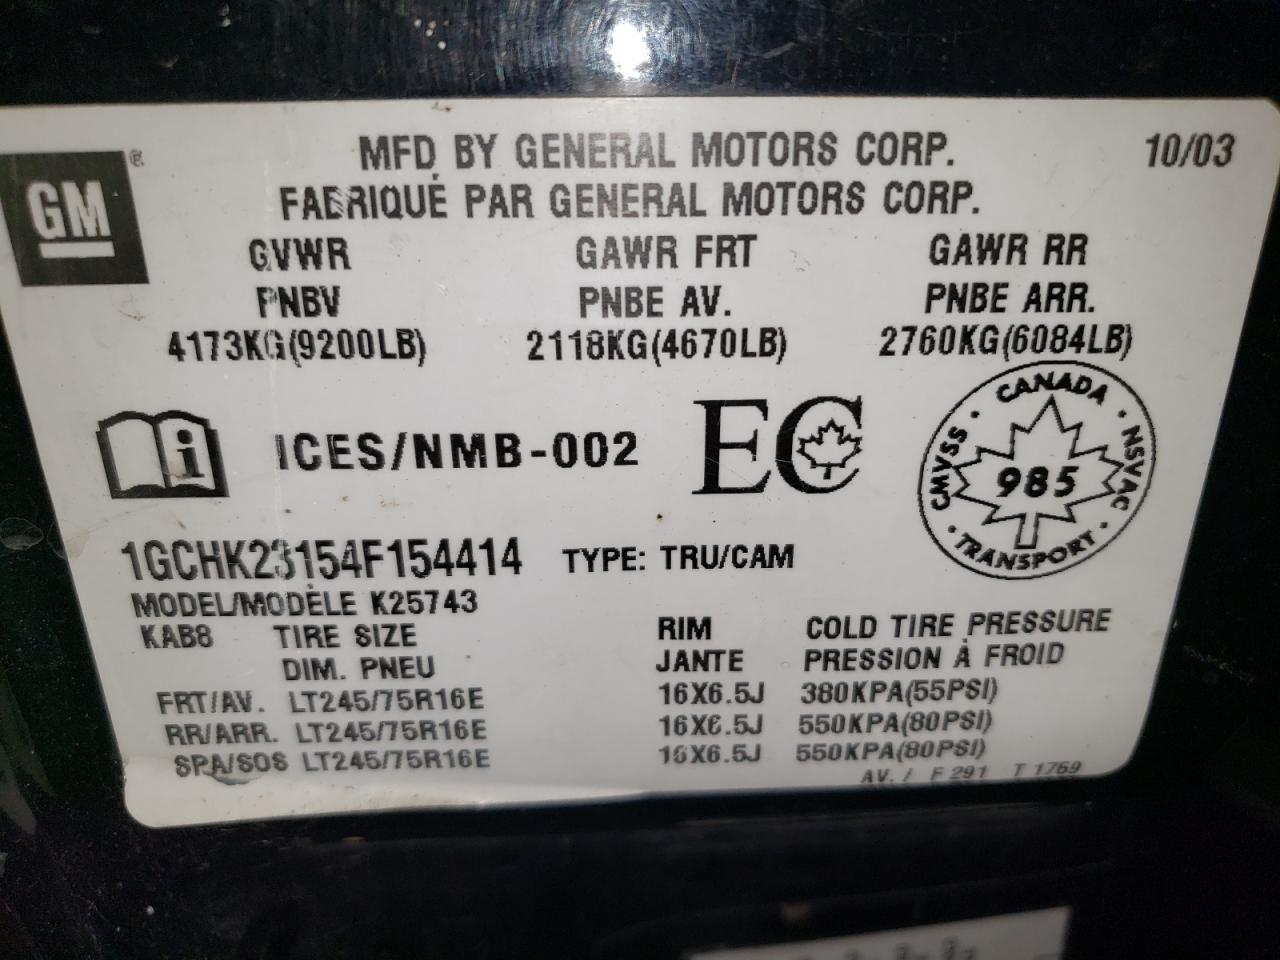 MFD BY GENERAL MOTORS CORP. 10/03
GM ®
FABRIQUÉ PAR GENERAL MOTORS CORP.
GVWR GAWR FRT GAWR RR
PNBV PNBE AV. PNBE ARR.
4173KG(9200LB) 2118KG(4670LB) 2760KG(6084LB)
i ICES/NMB-002 EC
CANADA
CMVSS · 985 · NSVAC
TRANSPORT
1GCHK23154F154414 TYPE: TRU/CAM
MODEL/MODÈLE K25743
KAB8 TIRE SIZE RIM COLD TIRE PRESSURE
DIM. PNEU JANTE PRESSION À FROID
FRT/AV. LT245/75R16E 16X6.5J 380KPA(55PSI)
RR/ARR. LT245/75R16E 16X6.5J 550KPA(80PSI)
SPA/SOS LT245/75R16E 16X6.5J 550KPA(80PSI)
AV. / F 291 T 1769